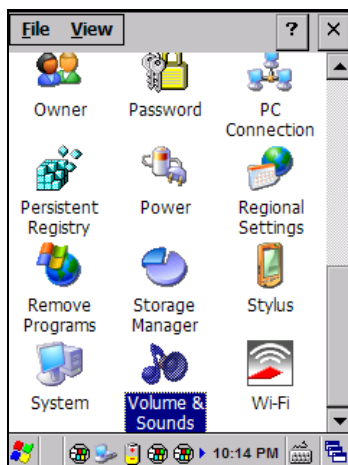 File View ? ×
Owner Password PC
Connection
Persistent Power Regional
Registry Settings
Remove Storage Stylus
Programs Manager
System Volume & Wi-Fi
Sounds
10:14 PM